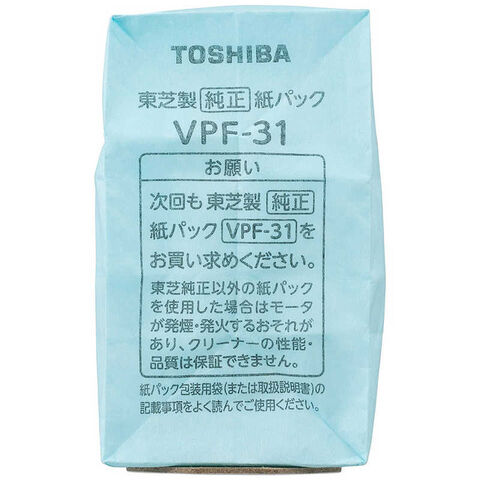 TOSHIBA
東芝製 純正 紙パック
VPF-31
お願い
次回も 東芝製 純正
紙パック VPF-31 を
お買い求めください。
東芝純正以外の紙パック
を使用した場合はモータ
が発煙・発火するおそれが
あり、クリーナーの性能・
品質は保証できません。
紙パック包装用袋(または取扱説明書)の
記載事項をよく読んでご使用ください。